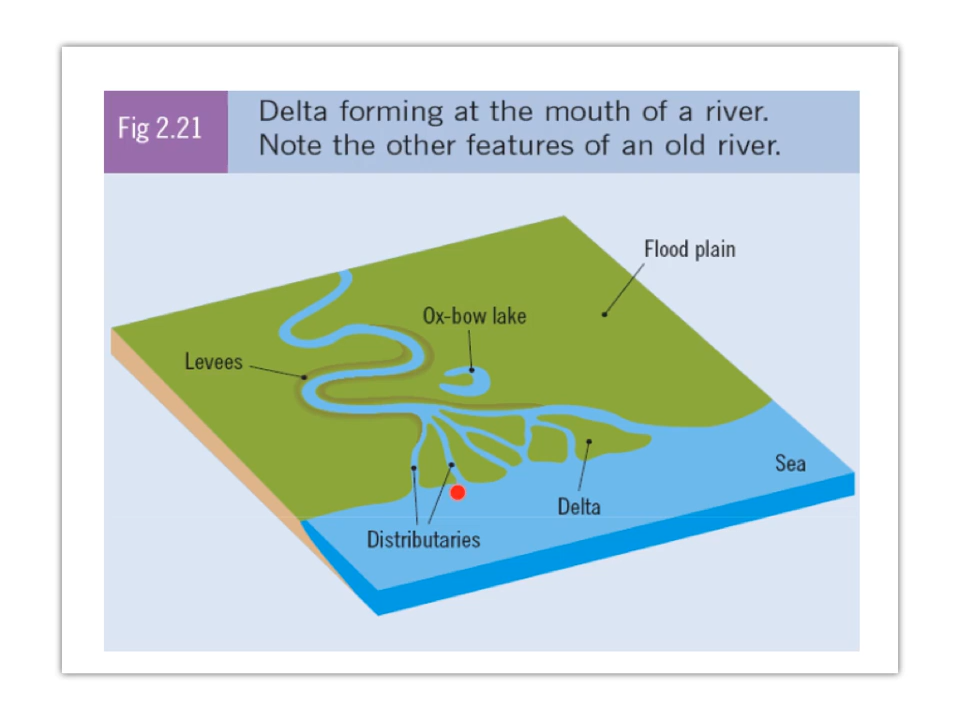 Fig 2.21
Delta forming at the mouth of a river.
Note the other features of an old river.
Flood plain
Ox-bow lake
Levees
Sea
Delta
Distributaries